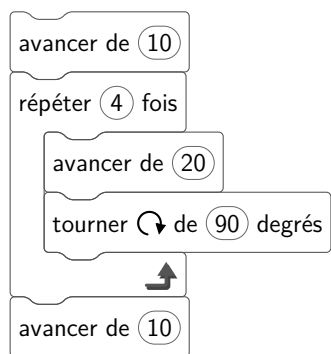 avancer de 10
répéter 4 fois
avancer de 20
tourner de 90 degrés
avancer de 10